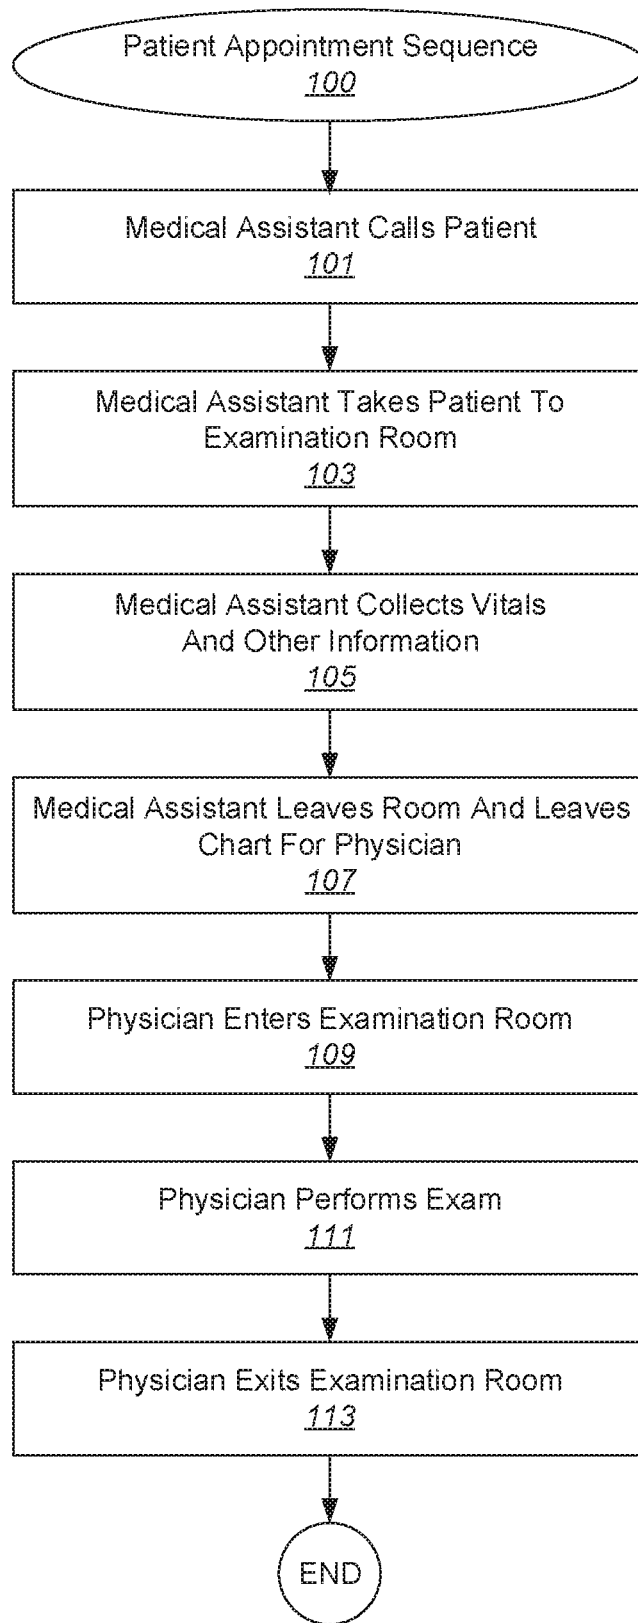 Patient Appointment Sequence
100
Medical Assistant Calls Patient
101
Medical Assistant Takes Patient To
Examination Room
103
Medical Assistant Collects Vitals
And Other Information
105
Medical Assistant Leaves Room And Leaves
Chart For Physician
107
Physician Enters Examination Room
109
Physician Performs Exam
111
Physician Exits Examination Room
113
END